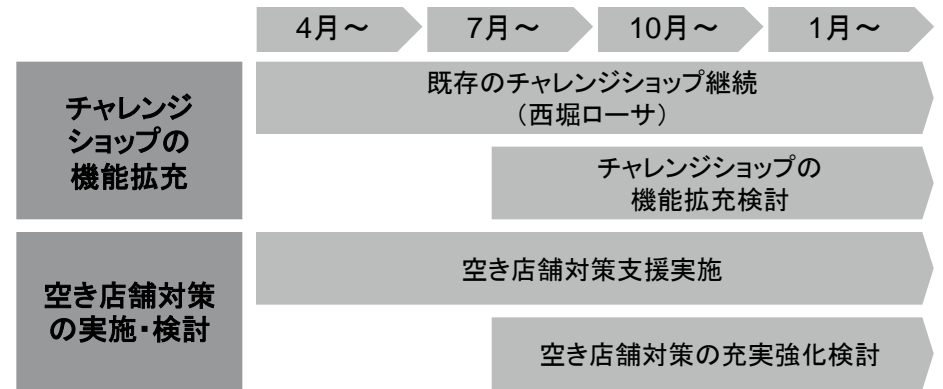 4月～ 7月～ 10月～ 1月～
チャレンジ
ショップの
機能拡充
既存のチャレンジショップ継続
（西堀ローサ）
チャレンジショップの
機能拡充検討
空き店舗対策
の実施・検討
空き店舗対策支援実施
空き店舗対策の充実強化検討